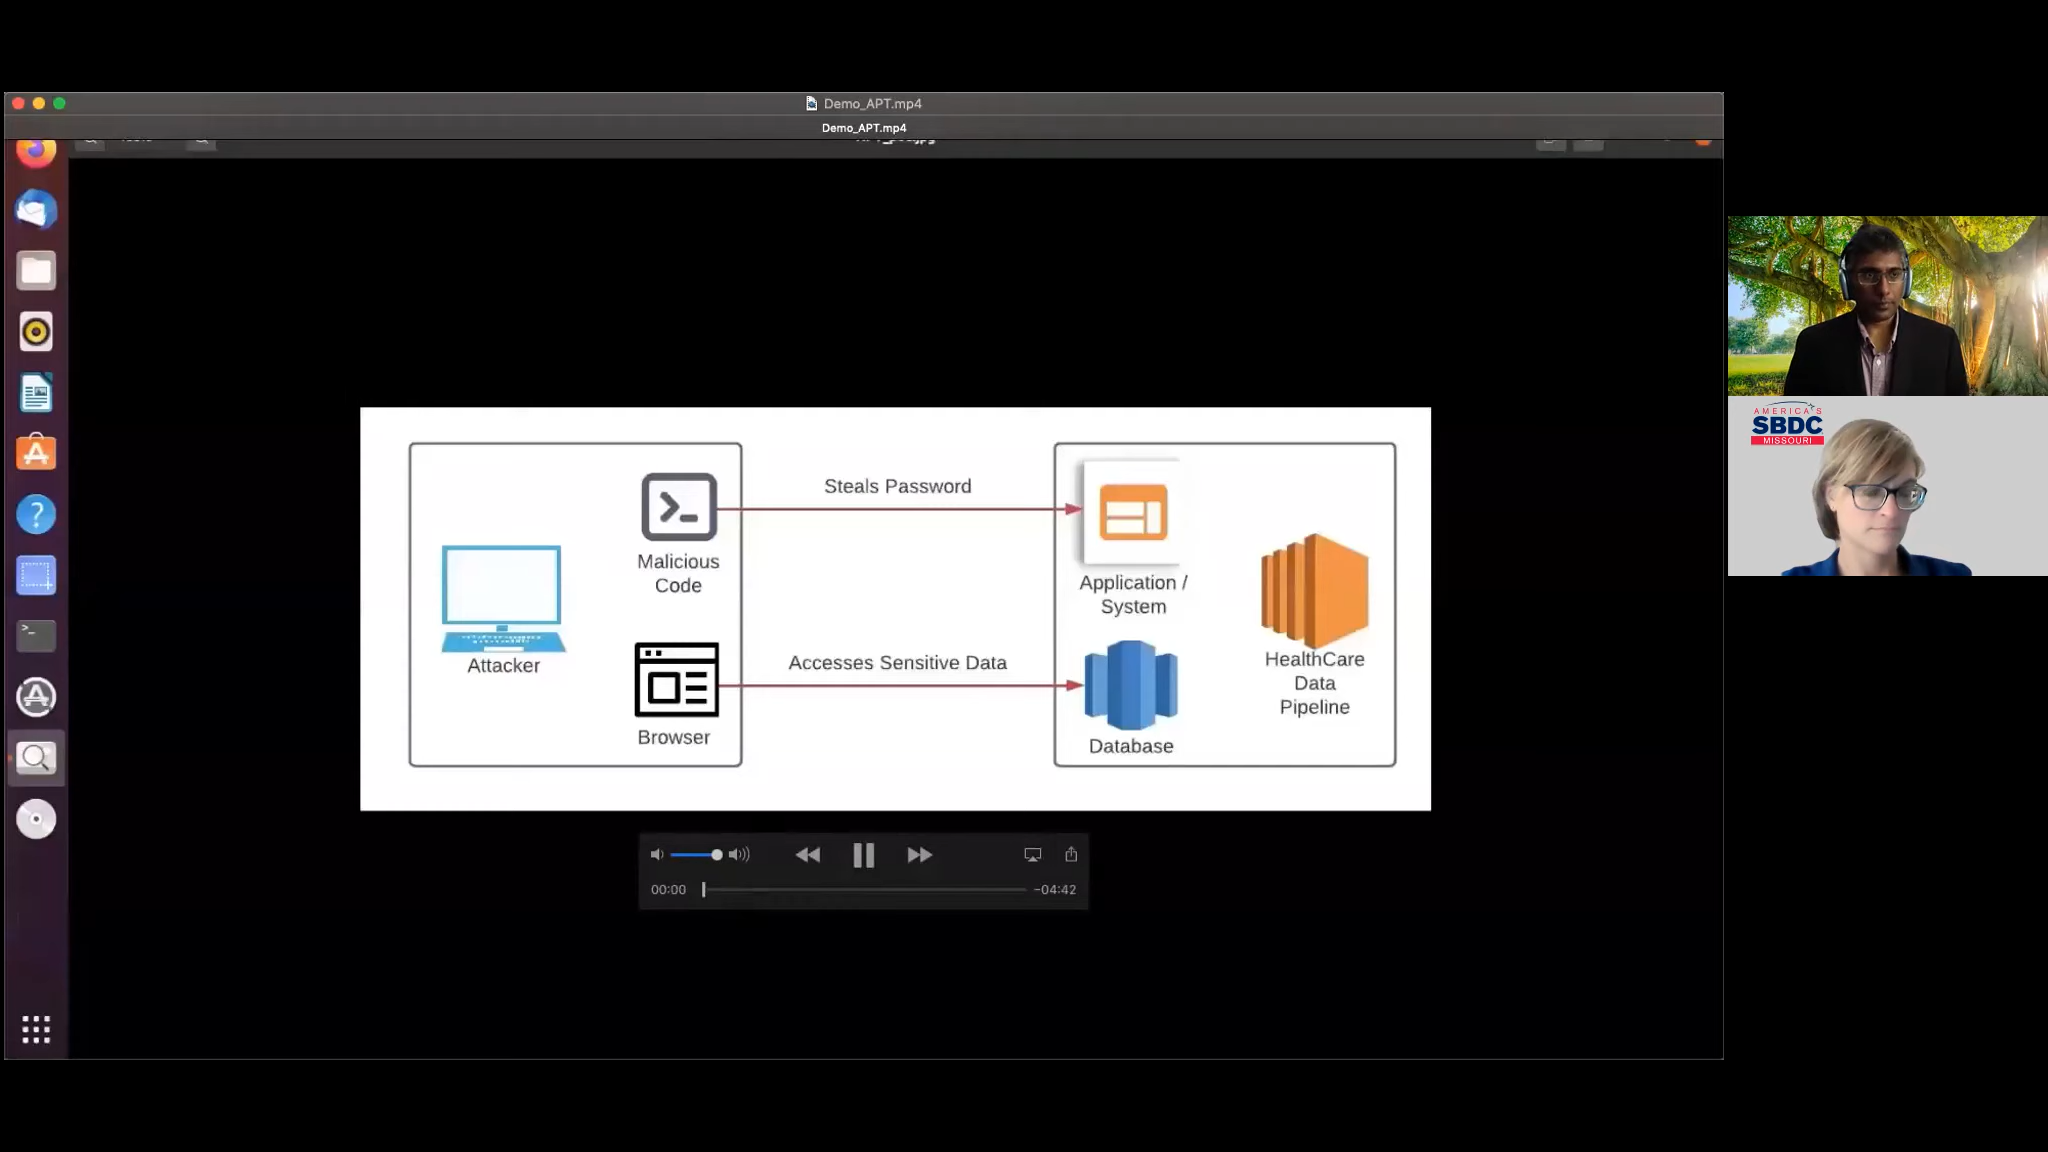 Demo_APT.mp4
Demo_APT.mp4
Steals Password
Malicious
Code
Application /
System
Attacker
Accesses Sensitive Data
HealthCare
Data
Pipeline
Browser
Database
00:00
−04:42
AMERICA'S
SBDC
MISSOURI